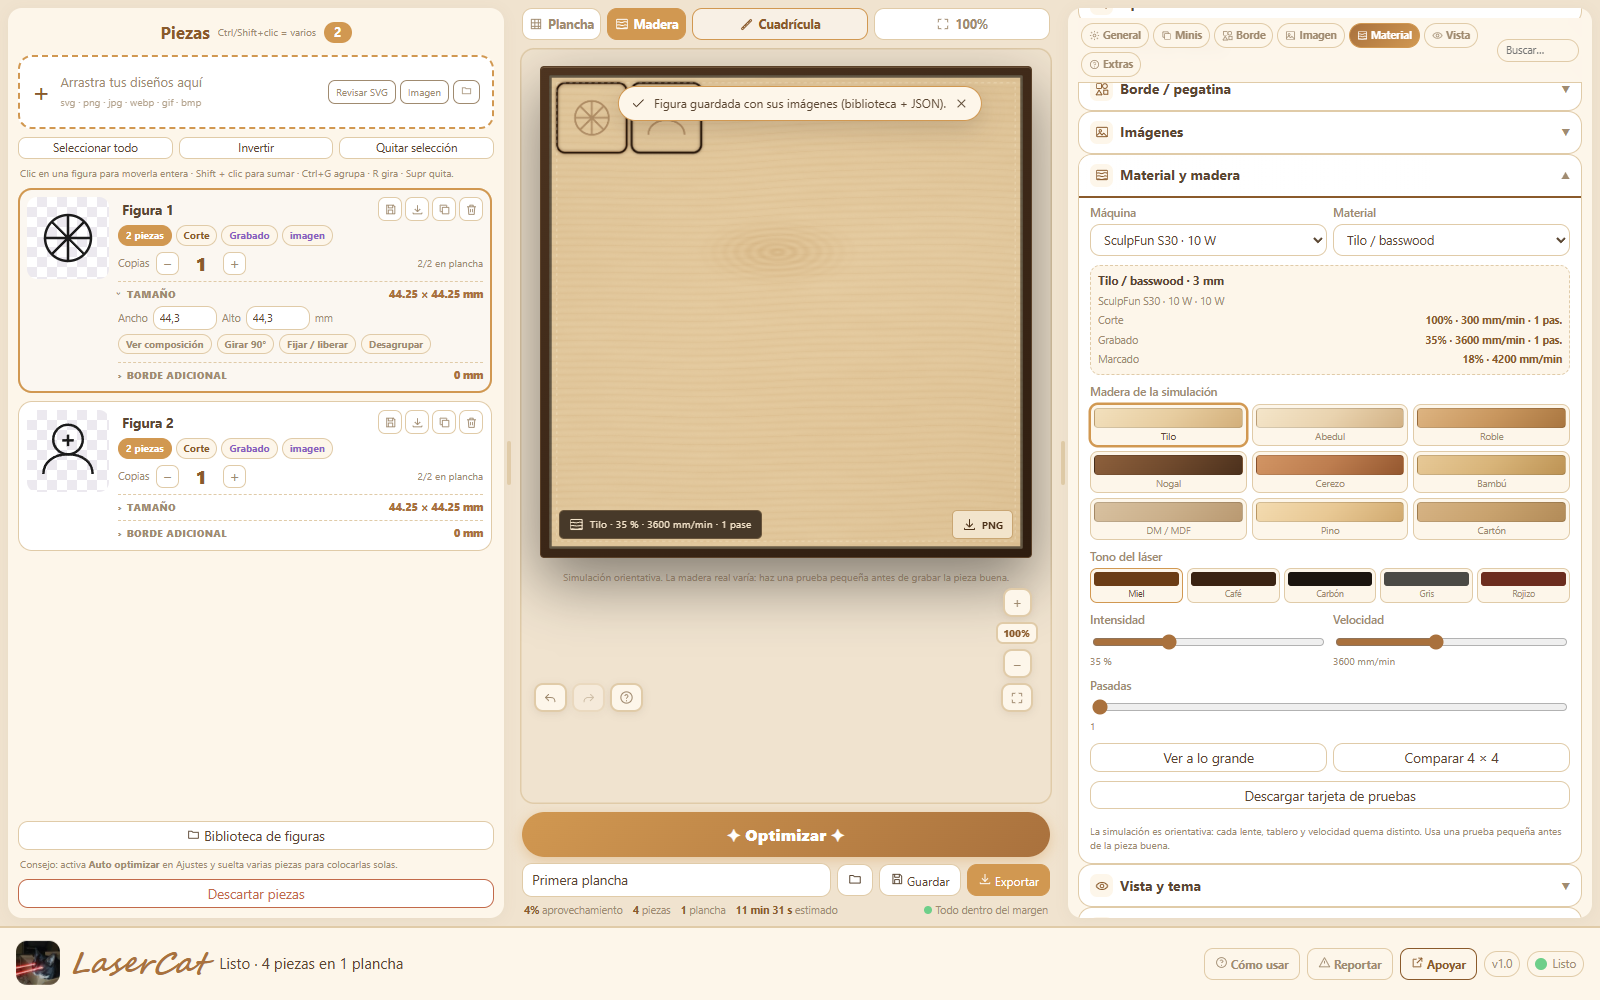 Piezas Ctrl/Shift+clic = varios 2
+ Arrastra tus diseños aquí
svg · png · jpg · webp · gif · bmp
Revisar SVG Imagen
Seleccionar todo Invertir Quitar selección
Clic en una figura para moverla entera · Shift + clic para sumar · Ctrl+G agrupa · R gira · Supr quita.
Figura 1
2 piezas Corte Grabado imagen
Copias − 1 + 2/2 en plancha
TAMAÑO 44.25 × 44.25 mm
Ancho 44,3 Alto 44,3 mm
Ver composición Girar 90° Fijar / liberar Desagrupar
BORDE ADICIONAL 0 mm
Figura 2
2 piezas Corte Grabado imagen
Copias − 1 + 2/2 en plancha
TAMAÑO 44.25 × 44.25 mm
BORDE ADICIONAL 0 mm
Biblioteca de figuras
Consejo: activa Auto optimizar en Ajustes y suelta varias piezas para colocarlas solas.
Descartar piezas
Plancha Madera Cuadrícula 100%
Figura guardada con sus imágenes (biblioteca + JSON). ✕
Tilo · 35 % · 3600 mm/min · 1 pase
PNG
Simulación orientativa. La madera real varía: haz una prueba pequeña antes de grabar la pieza buena.
+
100%
−
✦ Optimizar ✦
Primera plancha Guardar Exportar
4% aprovechamiento 4 piezas 1 plancha 11 min 31 s estimado Todo dentro del margen
General Minis Borde Imagen Material Vista
Extras
Buscar...
Borde / pegatina
Imágenes
Material y madera
Máquina Material
SculpFun S30 · 10 W Tilo / basswood
Tilo / basswood · 3 mm
SculpFun S30 · 10 W · 10 W
Corte 100% · 300 mm/min · 1 pas.
Grabado 35% · 3600 mm/min · 1 pas.
Marcado 18% · 4200 mm/min
Madera de la simulación
Tilo Abedul Roble
Nogal Cerezo Bambú
DM / MDF Pino Cartón
Tono del láser
Miel Café Carbón Gris Rojizo
Intensidad Velocidad
35 % 3600 mm/min
Pasadas
1
Ver a lo grande Comparar 4 × 4
Descargar tarjeta de pruebas
La simulación es orientativa: cada lente, tablero y velocidad quema distinto. Usa una prueba pequeña antes
de la pieza buena.
Vista y tema
LaserCat Listo · 4 piezas en 1 plancha
Cómo usar Reportar Apoyar v1.0 Listo